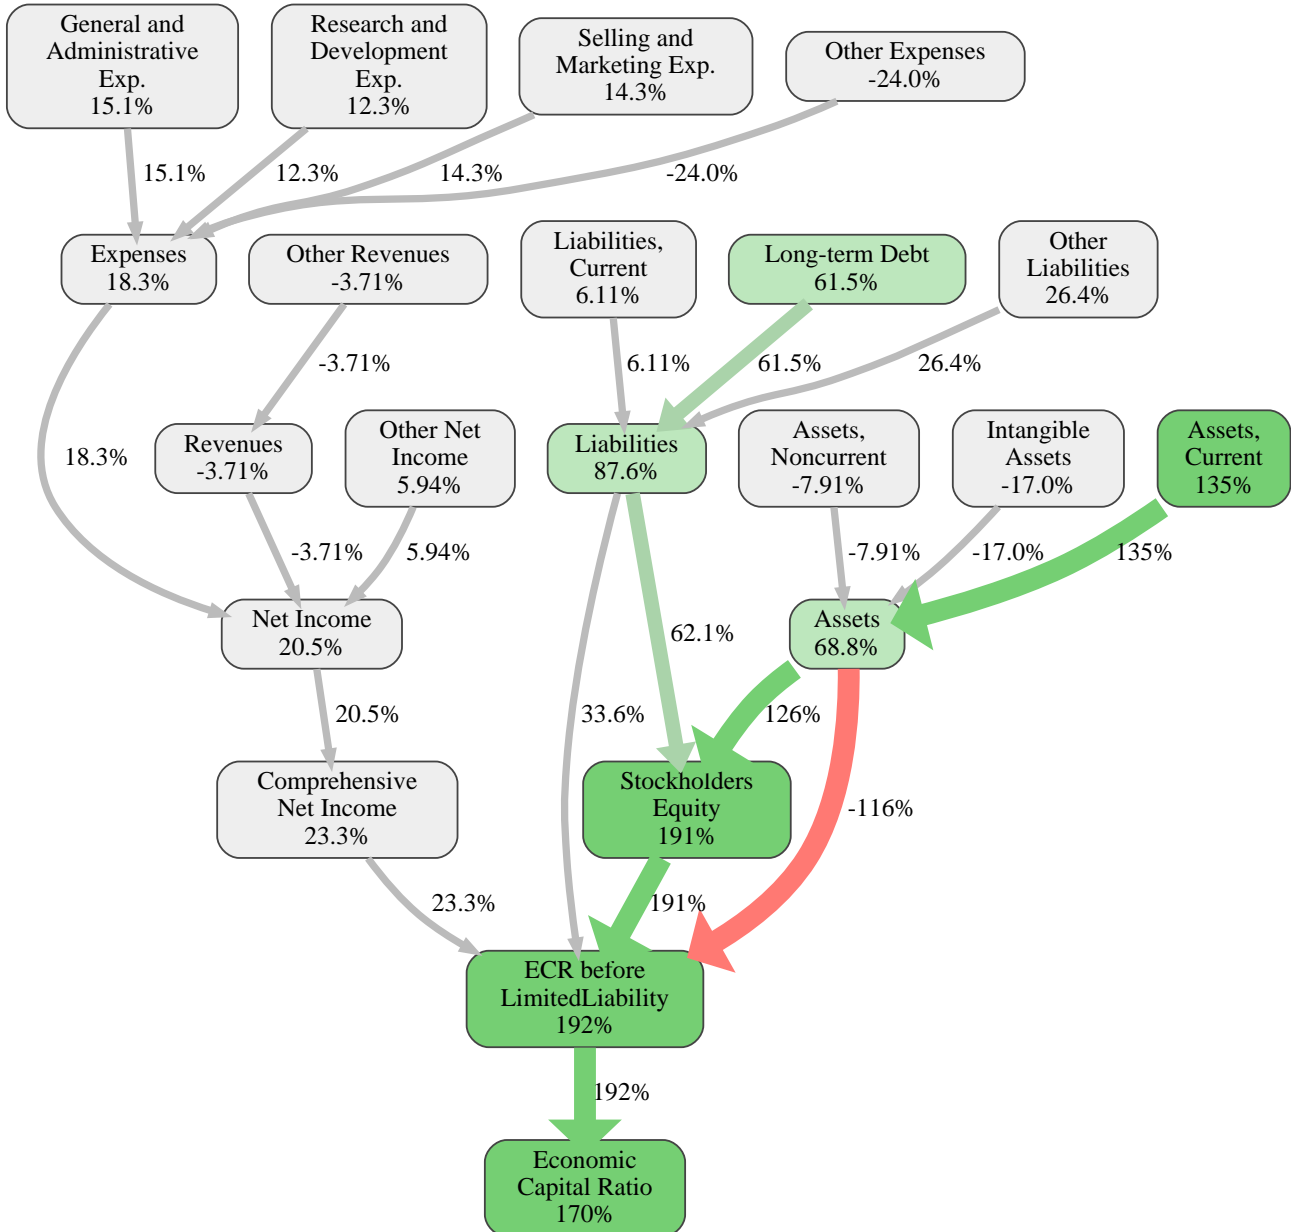 General and
Administrative
Exp.
15.1%
Research and
Development
Exp.
12.3%
Selling and
Marketing Exp.
14.3%
Other Expenses
-24.0%
15.1%
12.3%
14.3%
-24.0%
Expenses
18.3%
Other Revenues
-3.71%
Liabilities,
Current
6.11%
Long-term Debt
61.5%
Other
Liabilities
26.4%
-3.71%
6.11%
61.5%
26.4%
18.3%
Revenues
-3.71%
Other Net
Income
5.94%
Liabilities
87.6%
Assets,
Noncurrent
-7.91%
Intangible
Assets
-17.0%
Assets,
Current
135%
-3.71%
5.94%
-7.91%
-17.0%
135%
Net Income
20.5%
Assets
68.8%
62.1%
20.5%
33.6%
126%
-116%
Comprehensive
Net Income
23.3%
Stockholders
Equity
191%
23.3%
191%
ECR before
LimitedLiability
192%
192%
Economic
Capital Ratio
170%